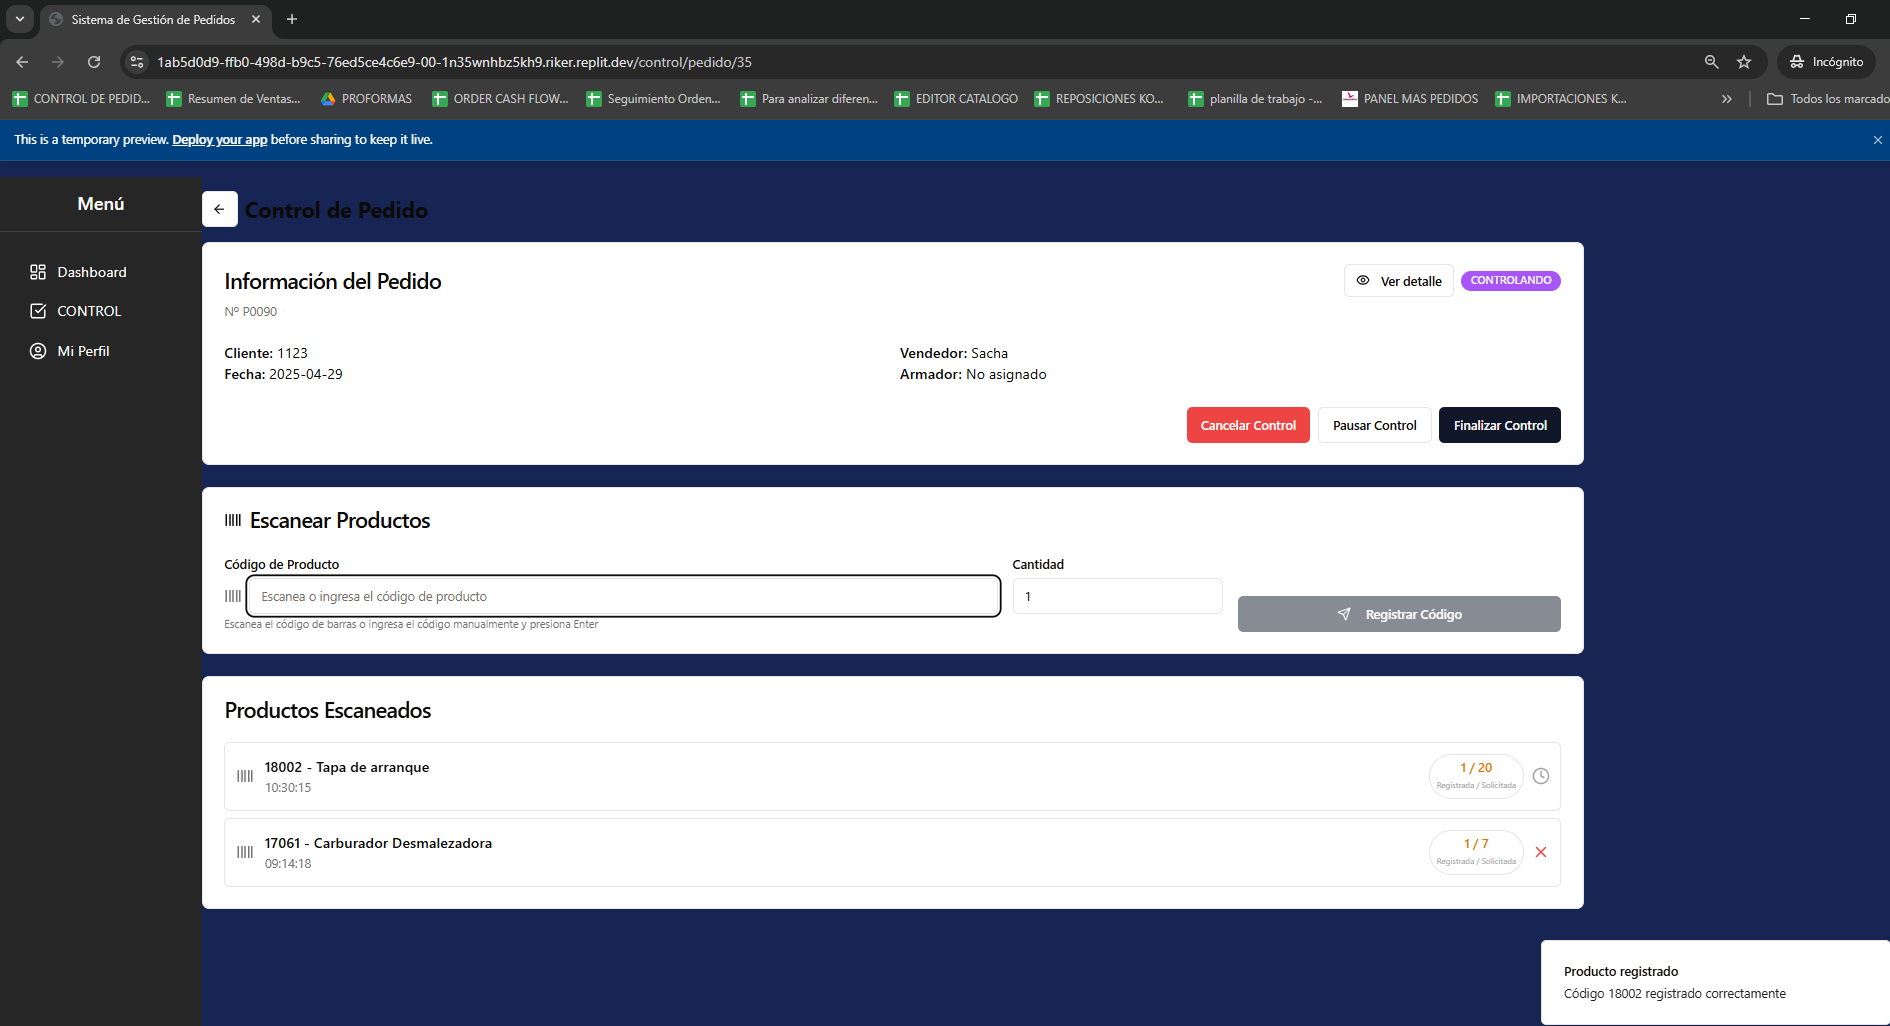 Sistema de Gestión de Pedidos
1ab5d0d9-ffb0-498d-b9c5-76ed5ce4c6e9-00-1n35wnhbz5kh9.riker.replit.dev/control/pedido/35
Incógnito
CONTROL DE PEDID...
Resumen de Ventas...
PROFORMAS
ORDER CASH FLOW...
Seguimiento Orden...
Para analizar diferen...
EDITOR CATALOGO
REPOSICIONES KO...
planilla de trabajo -...
PANEL MAS PEDIDOS
IMPORTACIONES K...
Todos los marcado
This is a temporary preview. Deploy your app before sharing to keep it live.
Menú
Dashboard
CONTROL
Mi Perfil
Control de Pedido
Información del Pedido
Ver detalle
CONTROLANDO
Nº P0090
Cliente: 1123
Vendedor: Sacha
Fecha: 2025-04-29
Armador: No asignado
Cancelar Control
Pausar Control
Finalizar Control
Escanear Productos
Código de Producto
Cantidad
Escanea o ingresa el código de producto
1
Registrar Código
Escanea el código de barras o ingresa el código manualmente y presiona Enter
Productos Escaneados
18002 - Tapa de arranque
10:30:15
1 / 20
Registrada / Solicitada
17061 - Carburador Desmalezadora
09:14:18
1 / 7
Registrada / Solicitada
Producto registrado
Código 18002 registrado correctamente